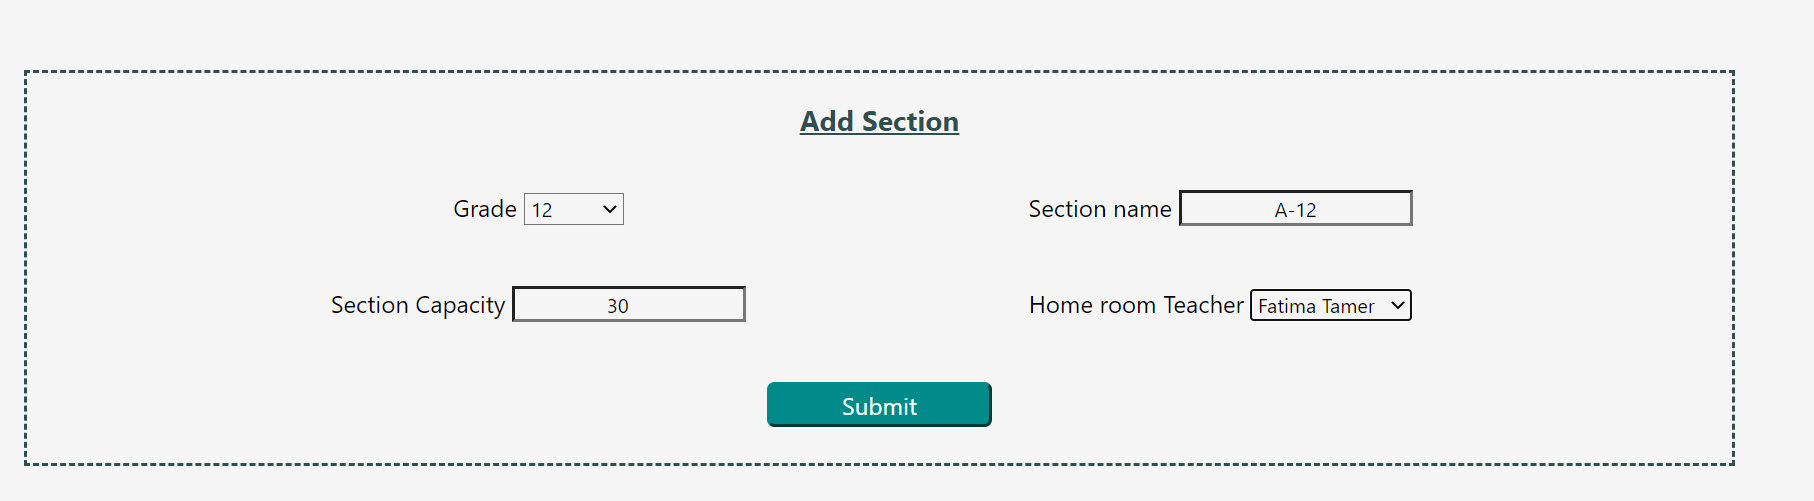 Add Section
Grade 12 Section name A-12
Section Capacity 30 Home room Teacher Fatima Tamer
Submit